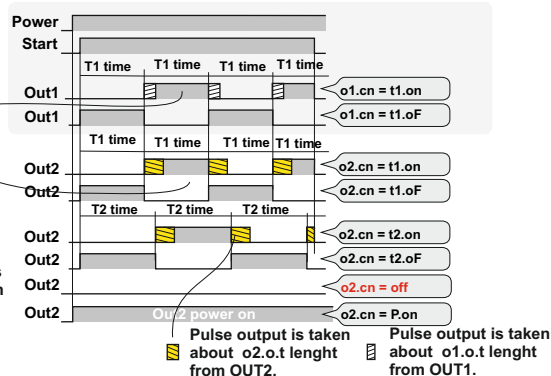 Power
Start
T1 time T1 time T1 time T1 time
Out1
o1.cn = t1.on
Out1
o1.cn = t1.oF
T1 time T1 time T1 time T1 time
Out2
o2.cn = t1.on
Out2
o2.cn = t1.oF
T2 time T2 time T2 time
Out2
o2.cn = t2.on
Out2
o2.cn = t2.oF
Out2
o2.cn = off
Out2
Out2 power on
o2.cn = P.on
Pulse output is taken
about o2.o.t lenght
from OUT2.
Pulse output is taken
about o1.o.t lenght
from OUT1.